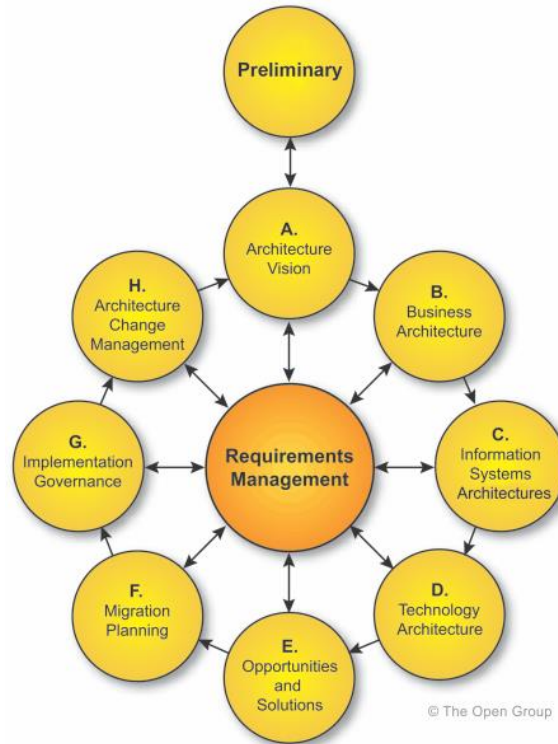 Preliminary
A.
Architecture
Vision
B.
Business
Architecture
C.
Information
Systems
Architectures
D.
Technology
Architecture
E.
Opportunities
and
Solutions
F.
Migration
Planning
G.
Implementation
Governance
H.
Architecture
Change
Management
Requirements
Management
© The Open Group